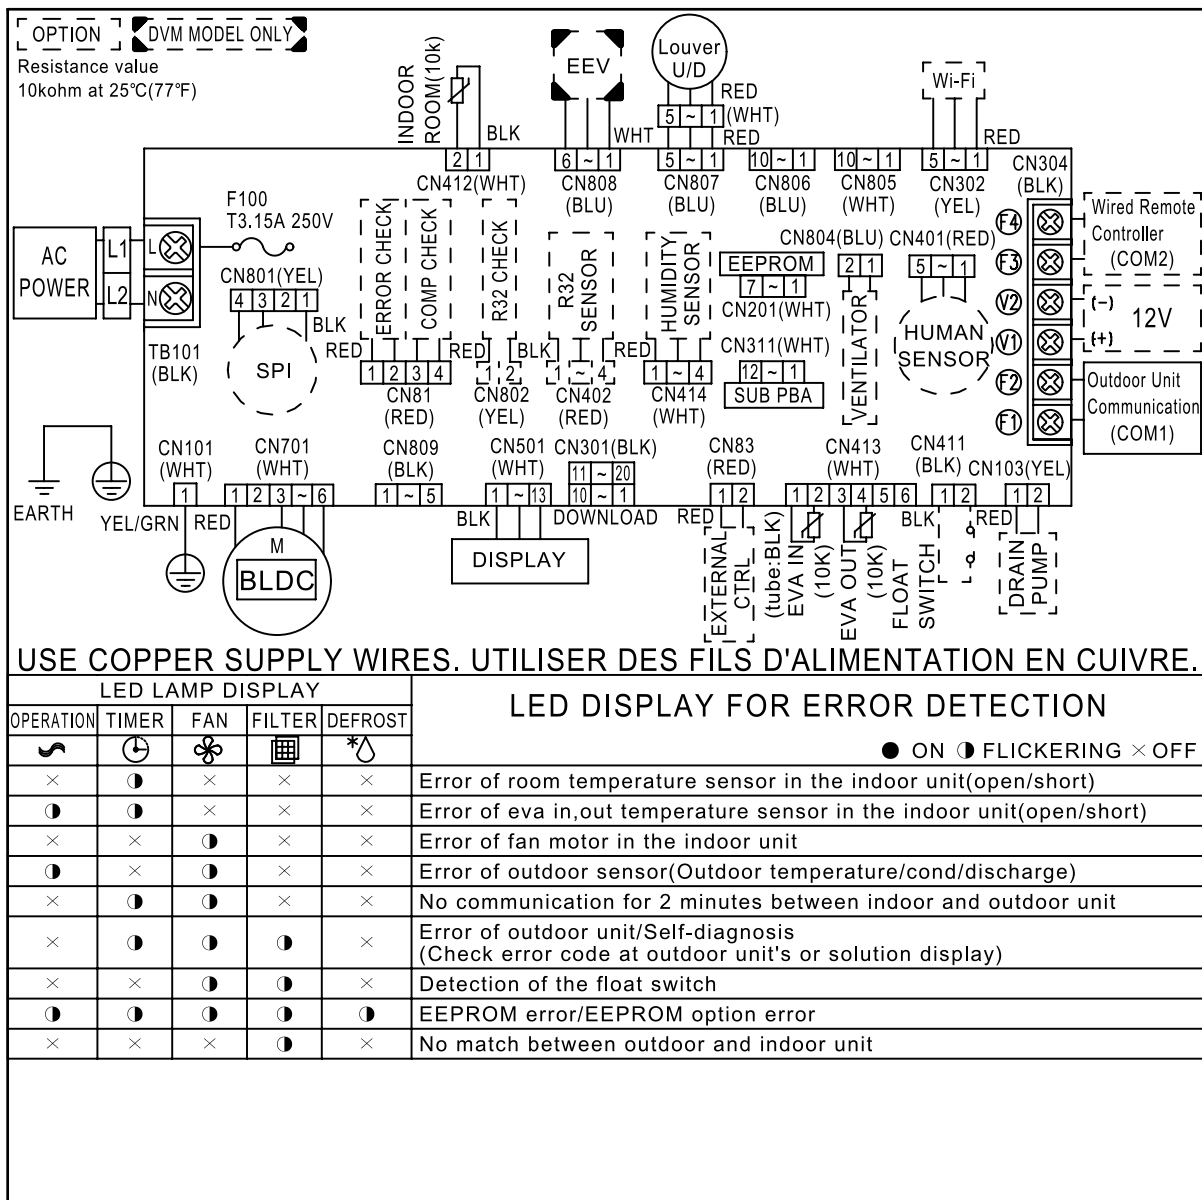 OPTION DVM MODEL ONLY
Resistance value
10kohm at 25℃(77℉)
INDOOR
ROOM(10k)
BLK
EEV
WHT
Louver
U/D
RED
5 ~ 1 (WHT)
RED
Wi-Fi
RED
2 1
CN412(WHT)
6 ~ 1
CN808
(BLU)
5 ~ 1
CN807
(BLU)
10 ~ 1
CN806
(BLU)
10 ~ 1
CN805
(WHT)
5 ~ 1
CN302
(YEL)
CN304
(BLK)
AC
POWER
L1
L2
L
N
TB101
(BLK)
F100
T3.15A 250V
CN801(YEL)
4 3 2 1
BLK
SPI
ERROR CHECK
COMP CHECK
RED
1 2 3 4
CN81
(RED)
R32 CHECK
RED
1 2
CN802
(YEL)
R32
SENSOR
BLK
1 ~ 4
CN402
(RED)
HUMIDITY
SENSOR
RED
1 ~ 4
CN414
(WHT)
EEPROM
7 ~ 1
CN201(WHT)
CN311(WHT)
12 ~ 1
SUB PBA
CN804(BLU)
2 1
VENTILATOR
CN401(RED)
5 ~ 1
HUMAN
SENSOR
F4
F3
V2
V1
F2
F1
Wired Remote
Controller
(COM2)
(-)
12V
(+)
Outdoor Unit
Communication
(COM1)
EARTH
CN101
(WHT)
1
YEL/GRN
CN701
(WHT)
1 2 3 ~ 6
RED
M
BLDC
CN809
(BLK)
1 ~ 5
CN501
(WHT)
1 ~ 13
BLK
DISPLAY
CN301(BLK)
11 ~ 20
10 ~ 1
DOWNLOAD
CN83
(RED)
1 2
RED
EXTERNAL
CTRL
CN413
(WHT)
1 2 3 4 5 6
(tube:BLK)
EVA IN
(10K)
EVA OUT
(10K)
CN411
(BLK)
1 2
BLK
FLOAT
SWITCH
CN103(YEL)
1 2
RED
DRAIN
PUMP
USE COPPER SUPPLY WIRES. UTILISER DES FILS D'ALIMENTATION EN CUIVRE.
LED LAMP DISPLAY
LED DISPLAY FOR ERROR DETECTION
OPERATION TIMER FAN FILTER DEFROST
● ON ◑ FLICKERING × OFF
× ◑ × × × Error of room temperature sensor in the indoor unit(open/short)
◑ ◑ × × × Error of eva in,out temperature sensor in the indoor unit(open/short)
× × ◑ × × Error of fan motor in the indoor unit
◑ × ◑ × × Error of outdoor sensor(Outdoor temperature/cond/discharge)
× ◑ ◑ × × No communication for 2 minutes between indoor and outdoor unit
× ◑ ◑ ◑ × Error of outdoor unit/Self-diagnosis
(Check error code at outdoor unit's or solution display)
× × ◑ ◑ × Detection of the float switch
◑ ◑ ◑ ◑ ◑ EEPROM error/EEPROM option error
× × × ◑ × No match between outdoor and indoor unit